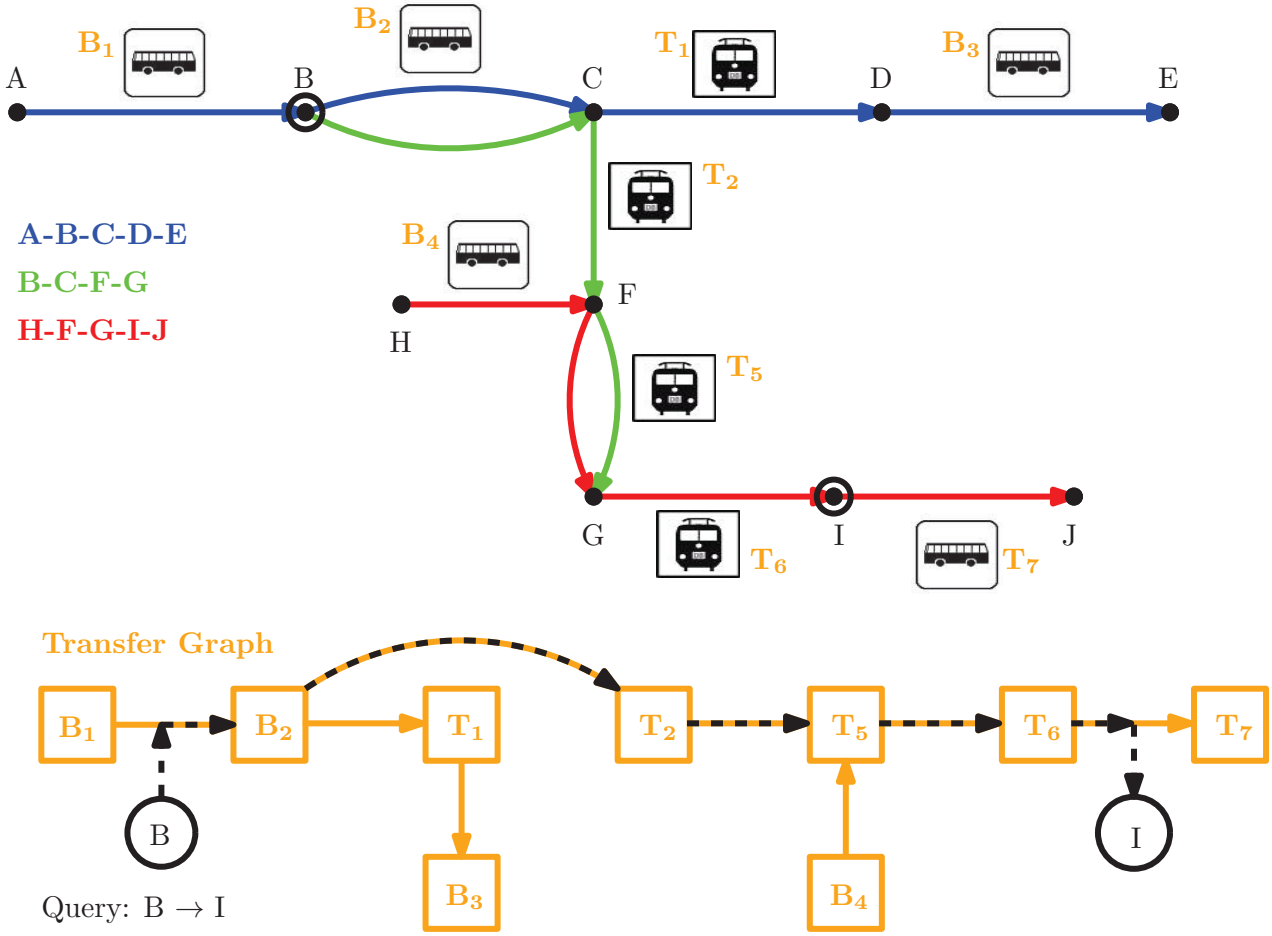 B₁
B₂
T₁
B₃
A
B
C
D
E
T₂
A-B-C-D-E
B₄
B-C-F-G
F
H-F-G-I-J
H
T₅
G
I
J
T₆
T₇
Transfer Graph
B₁
B₂
T₁
T₂
T₅
T₆
T₇
B
I
B₃
B₄
Query: B → I